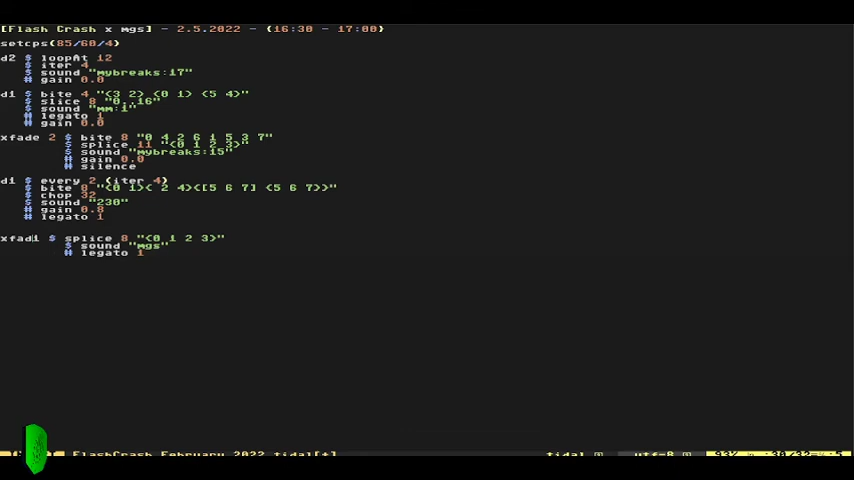 [Flash Crash x mgs] - 2.5.2022 - (16:30 - 17:00)
setcps(85/60/4)
d2 $ loopAt 12
$ iter 4
$ sound "mybreaks:17"
# gain 0.0
d1 $ bite 4 "<3 2> <0 1> <5 4>"
$ slice 8 "0..16"
$ sound "mm:1"
# legato 1
# gain 0.0
xfade 2 $ bite 8 "0 4 2 6 1 5 3 7"
$ splice 11 "<0 1 2 3>"
$ sound "mybreaks:15"
# gain 0.0
# silence
d1 $ every 2 (iter 4)
$ bite 8 "<0 1>< 2 4><[5 6 7] <5 6 7>>"
$ chop 32
$ sound "230"
# gain 0.8
# legato 1
xfad1 $ splice 8 "<0 1 2 3>"
$ sound "mgs"
# legato 1
FlashCrash February 2022.tidal[+] tidal utf-8 93%